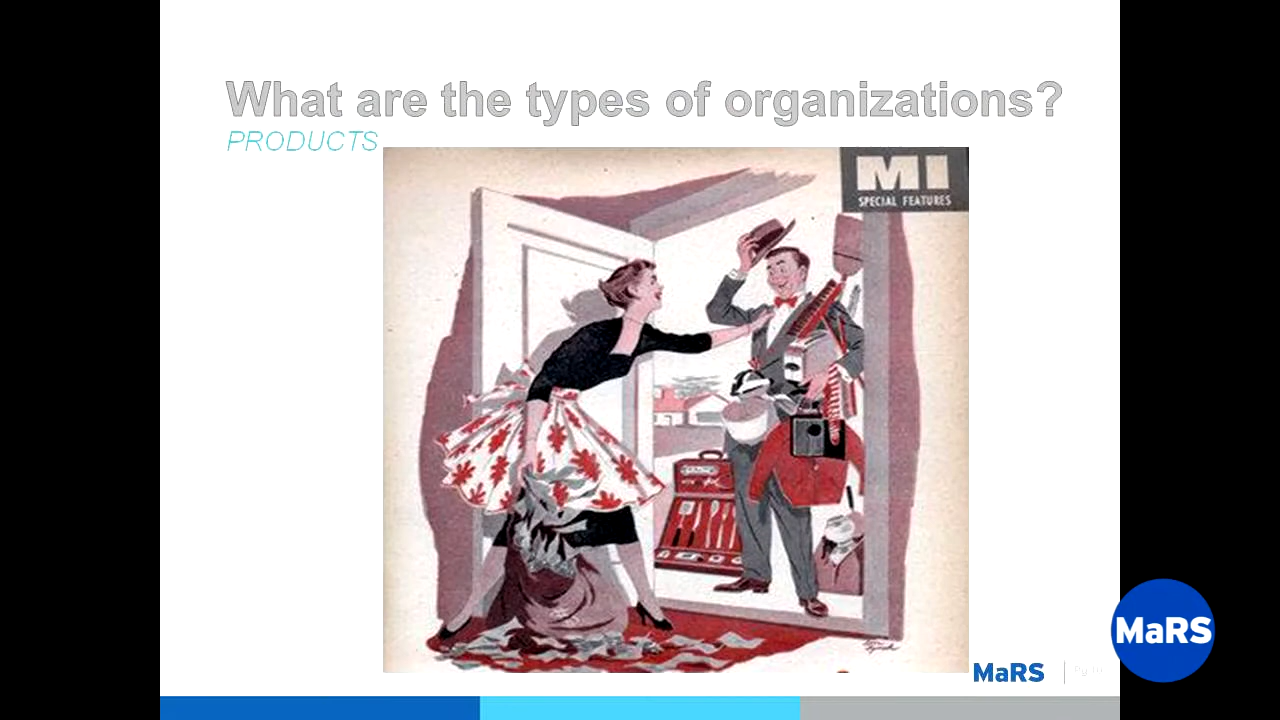 What are the types of organizations?
PRODUCTS
MI
SPECIAL FEATURES
MaRS
MaRS